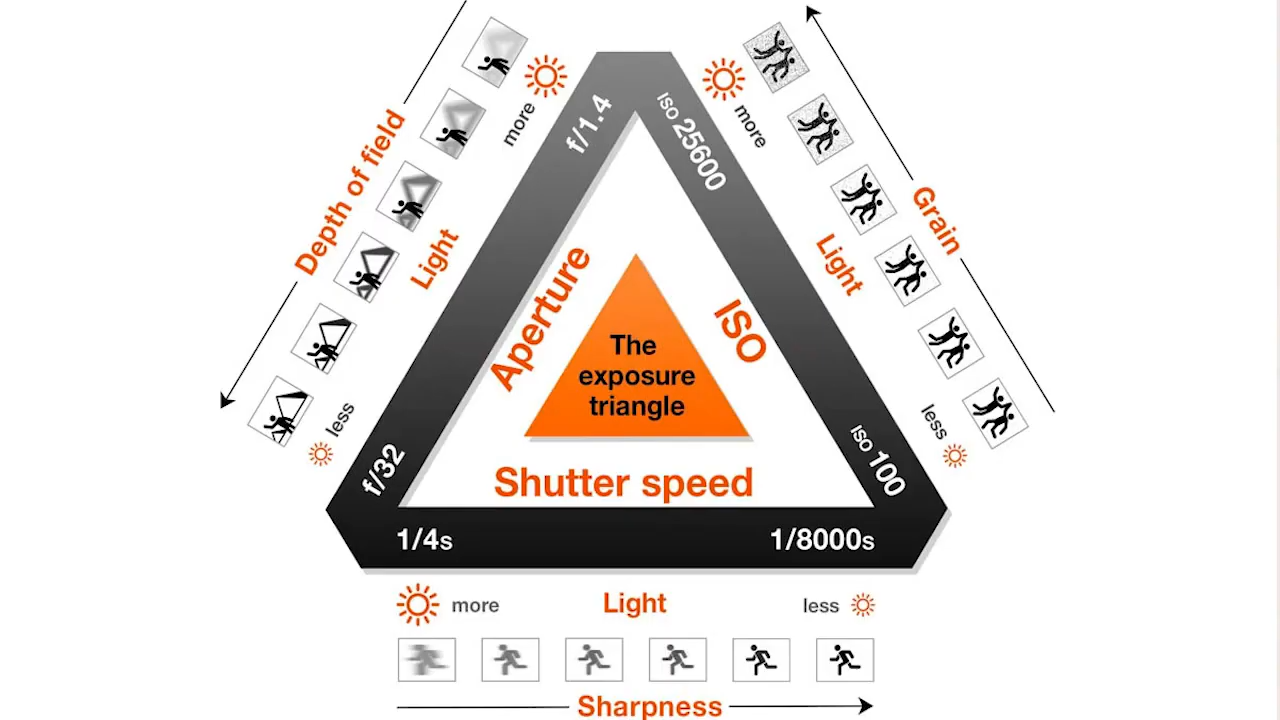 more
f/1.4
Depth of field
Light
Aperture
less
f/32
more
ISO 25600
Grain
Light
ISO
less
ISO 100
The
exposure
triangle
Shutter speed
1/4s
1/8000s
more
Light
less
Sharpness